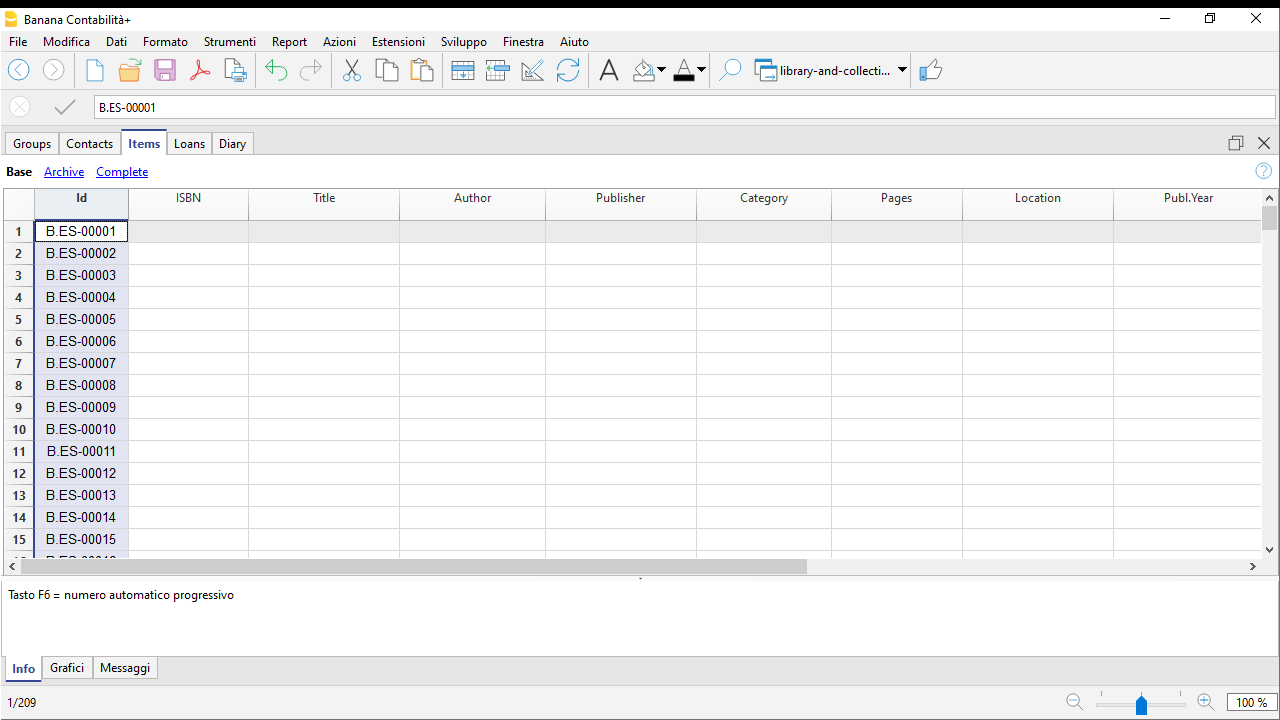 Banana Contabilità+
File Modifica Dati Formato Strumenti Report Azioni Estensioni Sviluppo Finestra Aiuto
library-and-collecti...
B.ES-00001
Groups Contacts Items Loans Diary
Base Archive Complete
Id ISBN Title Author Publisher Category Pages Location Publ.Year
1 B.ES-00001
2 B.ES-00002
3 B.ES-00003
4 B.ES-00004
5 B.ES-00005
6 B.ES-00006
7 B.ES-00007
8 B.ES-00008
9 B.ES-00009
10 B.ES-00010
11 B.ES-00011
12 B.ES-00012
13 B.ES-00013
14 B.ES-00014
15 B.ES-00015
Tasto F6 = numero automatico progressivo
Info Grafici Messaggi
1/209 100 %